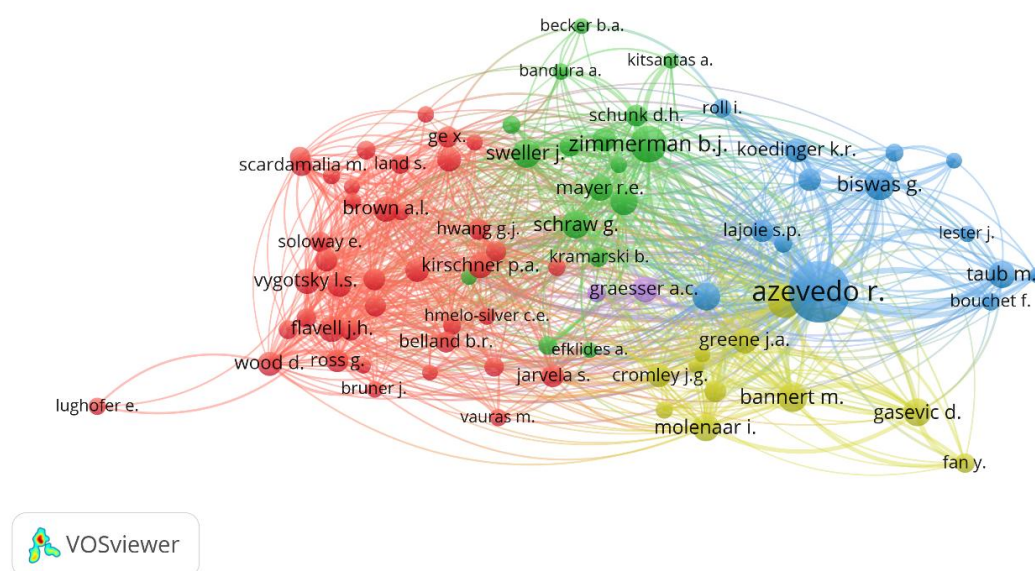 becker b.a.
kitsantas a.
bandura a.
roll i.
schunk d.h.
ge x.
zimmerman b.j.
koedinger k.r.
sweller j.
scardamalia m.
land s.
biswas g.
mayer r.e.
brown a.l.
schraw g.
hwang g.j.
lajoie s.p.
lester j.
soloway e.
kramarski b.
kirschner p.a.
taub m.
vygotsky l.s.
graesser a.c.
azevedo r.
bouchet f.
hmelo-silver c.e.
flavell j.h.
belland b.r.
greene j.a.
efklides a.
wood d.
ross g.
jarvela s.
cromley j.g.
bruner j.
bannert m.
lughofer e.
gasevic d.
vauras m.
molenaar i.
fan y.
VOSviewer